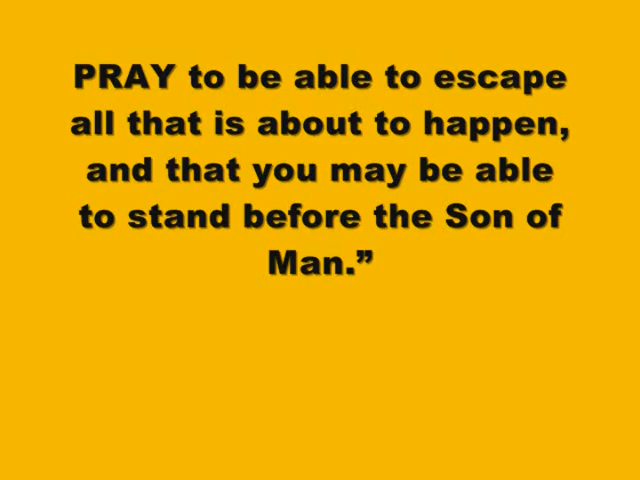 PRAY to be able to escape
all that is about to happen,
and that you may be able
to stand before the Son of
Man.”